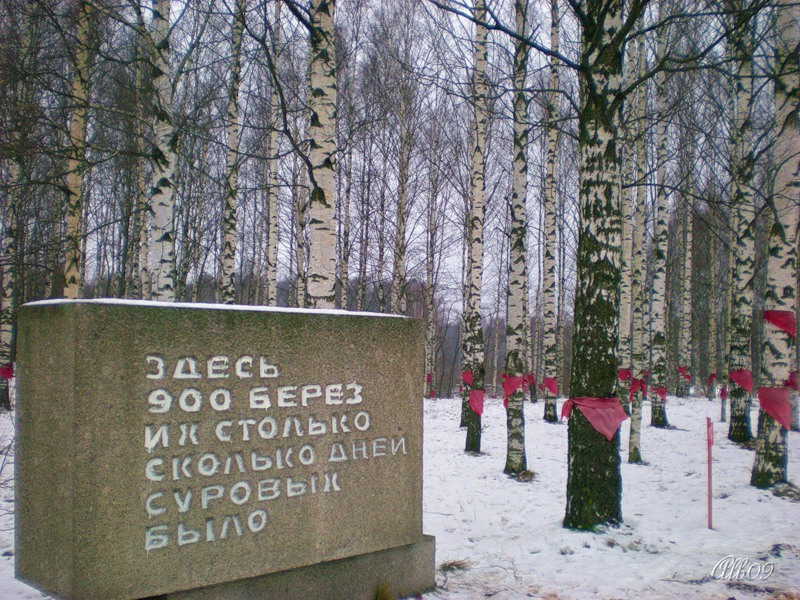 ЗДЕСЬ
900 БЕРЕЗ
ИХ СТОЛЬКО
СКОЛЬКО ДНЕЙ
СУРОВЫХ
БЫЛО